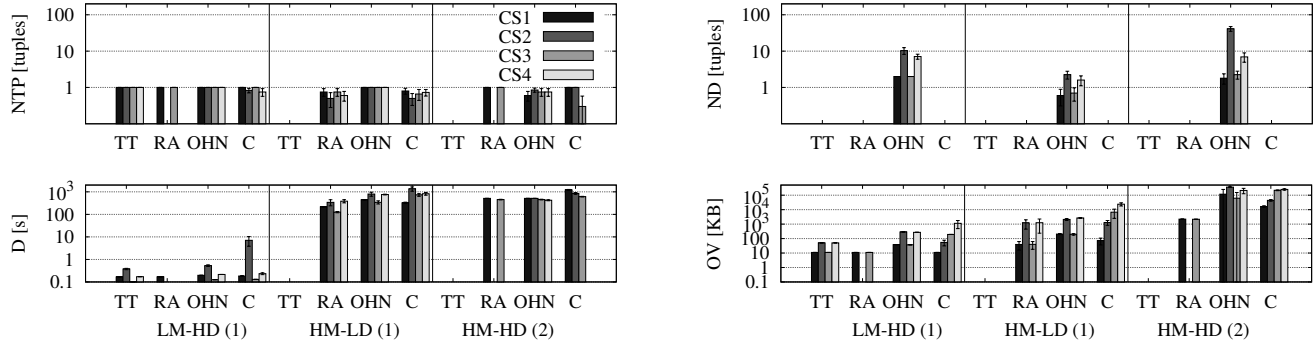 NTP [tuples]
100
10
1
CS1
CS2
CS3
CS4
TT RA OHN C TT RA OHN C TT RA OHN C
ND [tuples]
100
10
1
TT RA OHN C TT RA OHN C TT RA OHN C
D [s]
10³
100
10
1
0.1
TT RA OHN C TT RA OHN C TT RA OHN C
LM-HD (1) HM-LD (1) HM-HD (2)
OV [KB]
10⁵
10⁴
10³
100
10
1
0.1
TT RA OHN C TT RA OHN C TT RA OHN C
LM-HD (1) HM-LD (1) HM-HD (2)